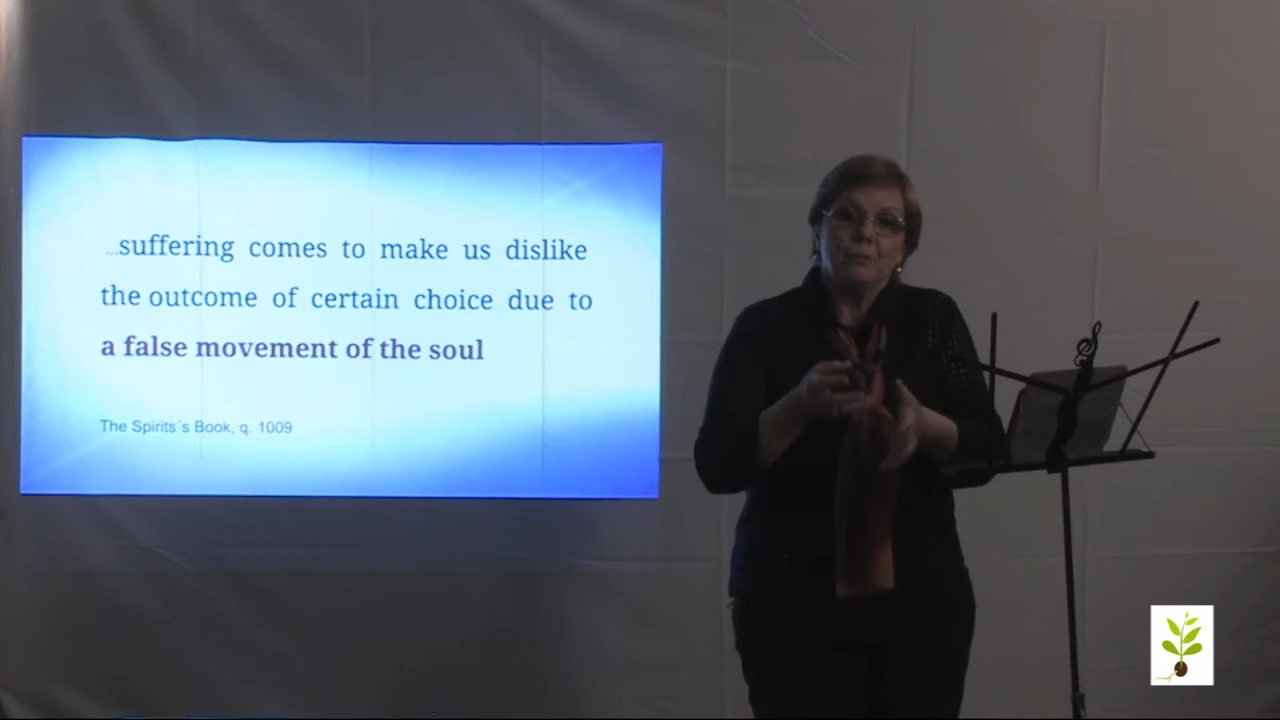 ...suffering comes to make us dislike
the outcome of certain choice due to
a false movement of the soul
The Spirits´s Book, q. 1009